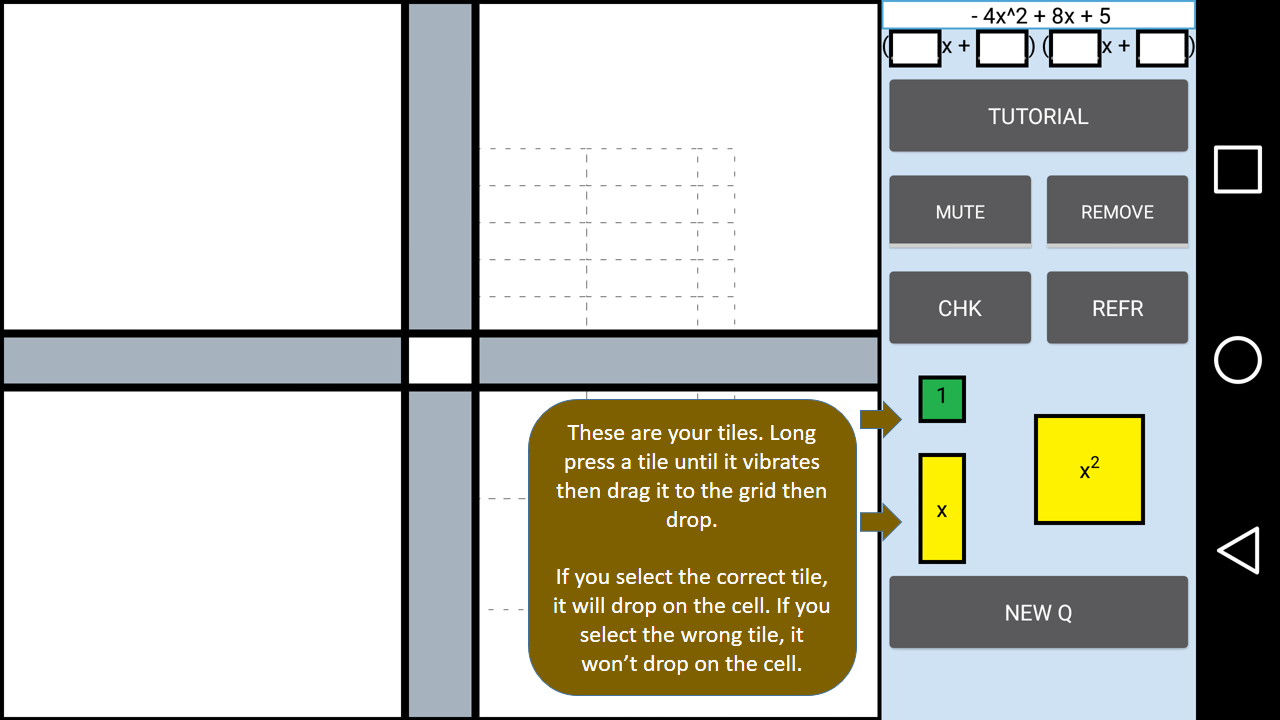 - 4x^2 + 8x + 5
( x + ) ( x + )
TUTORIAL
MUTE
REMOVE
CHK
REFR
1
x
x²
NEW Q
These are your tiles. Long
press a tile until it vibrates
then drag it to the grid then
drop.
If you select the correct tile,
it will drop on the cell. If you
select the wrong tile, it
won’t drop on the cell.